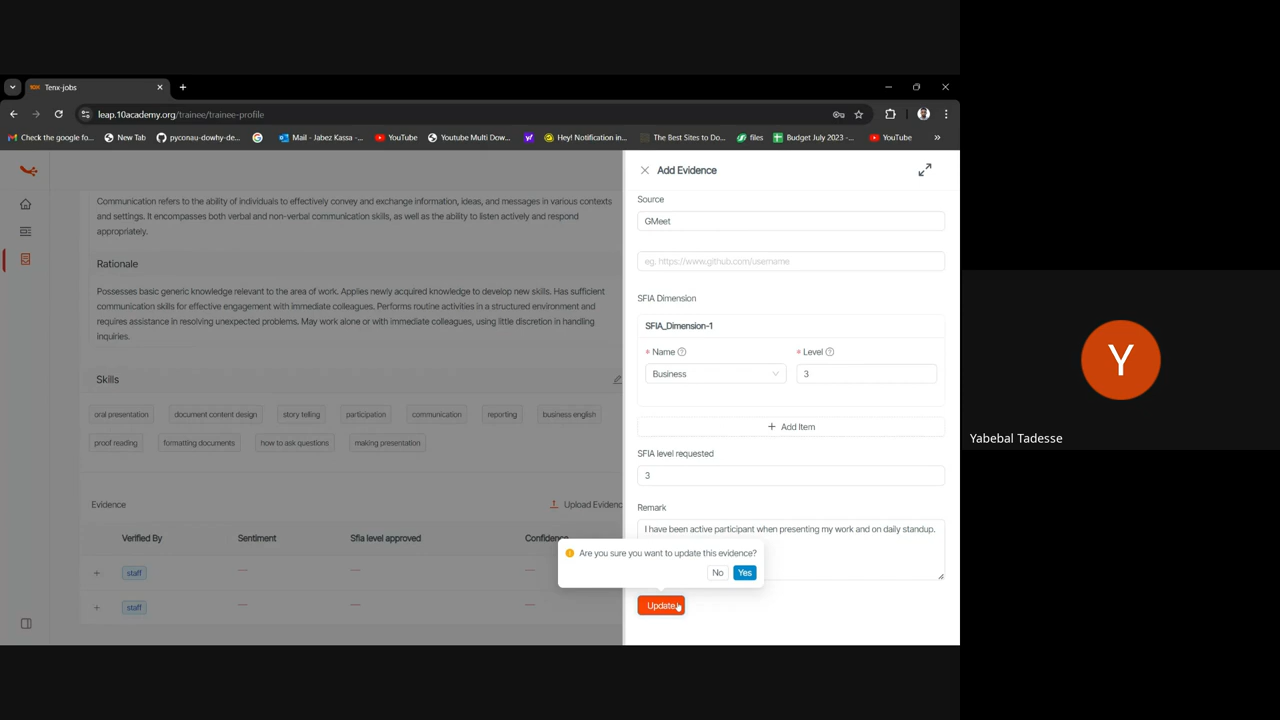 10X Tenx-jobs
leap.10academy.org/trainee/trainee-profile
Check the google fo... New Tab pyconau-dowhy-de... Mail - Jabez Kassa -... YouTube Youtube Multi Dow... Hey! Notification in... The Best Sites to Do... files Budget July 2023 -... YouTube »
Communication refers to the ability of individuals to effectively convey and exchange information, ideas, and messages in various contexts
and settings. It encompasses both verbal and non-verbal communication skills, as well as the ability to listen actively and respond
appropriately.
Rationale
Possesses basic generic knowledge relevant to the area of work. Applies newly acquired knowledge to develop new skills. Has sufficient
communication skills for effective engagement with immediate colleagues. Performs routine activities in a structured environment and
requires assistance in resolving unexpected problems. May work alone or with immediate colleagues, using little discretion in handling
inquiries.
Skills
oral presentation document content design story telling participation communication reporting business english
proof reading formatting documents how to ask questions making presentation
Evidence Upload Evidenc
Verified By Sentiment Sfia level approved Confidenc
+ staff — — —
+ staff — — —
Add Evidence
Source
GMeet
eg. https://www.github.com/username
SFIA Dimension
SFIA_Dimension-1
* Name * Level
Business 3
+ Add Item
SFIA level requested
3
Remark
I have been active participant when presenting my work and on daily standup.
Are you sure you want to update this evidence?
No Yes
Update
Y
Yabebal Tadesse